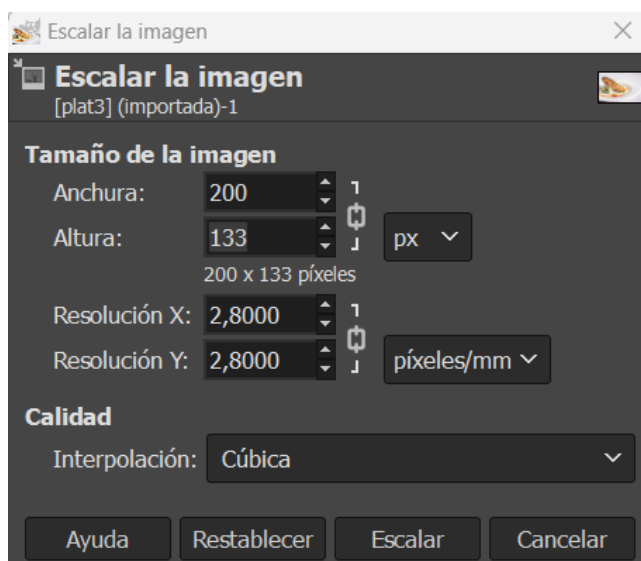 Escalar la imagen
Escalar la imagen
[plat3] (importada)-1
Tamaño de la imagen
Anchura: 200
Altura: 133 px
200 x 133 píxeles
Resolución X: 2,8000
Resolución Y: 2,8000 píxeles/mm
Calidad
Interpolación: Cúbica
Ayuda Restablecer Escalar Cancelar